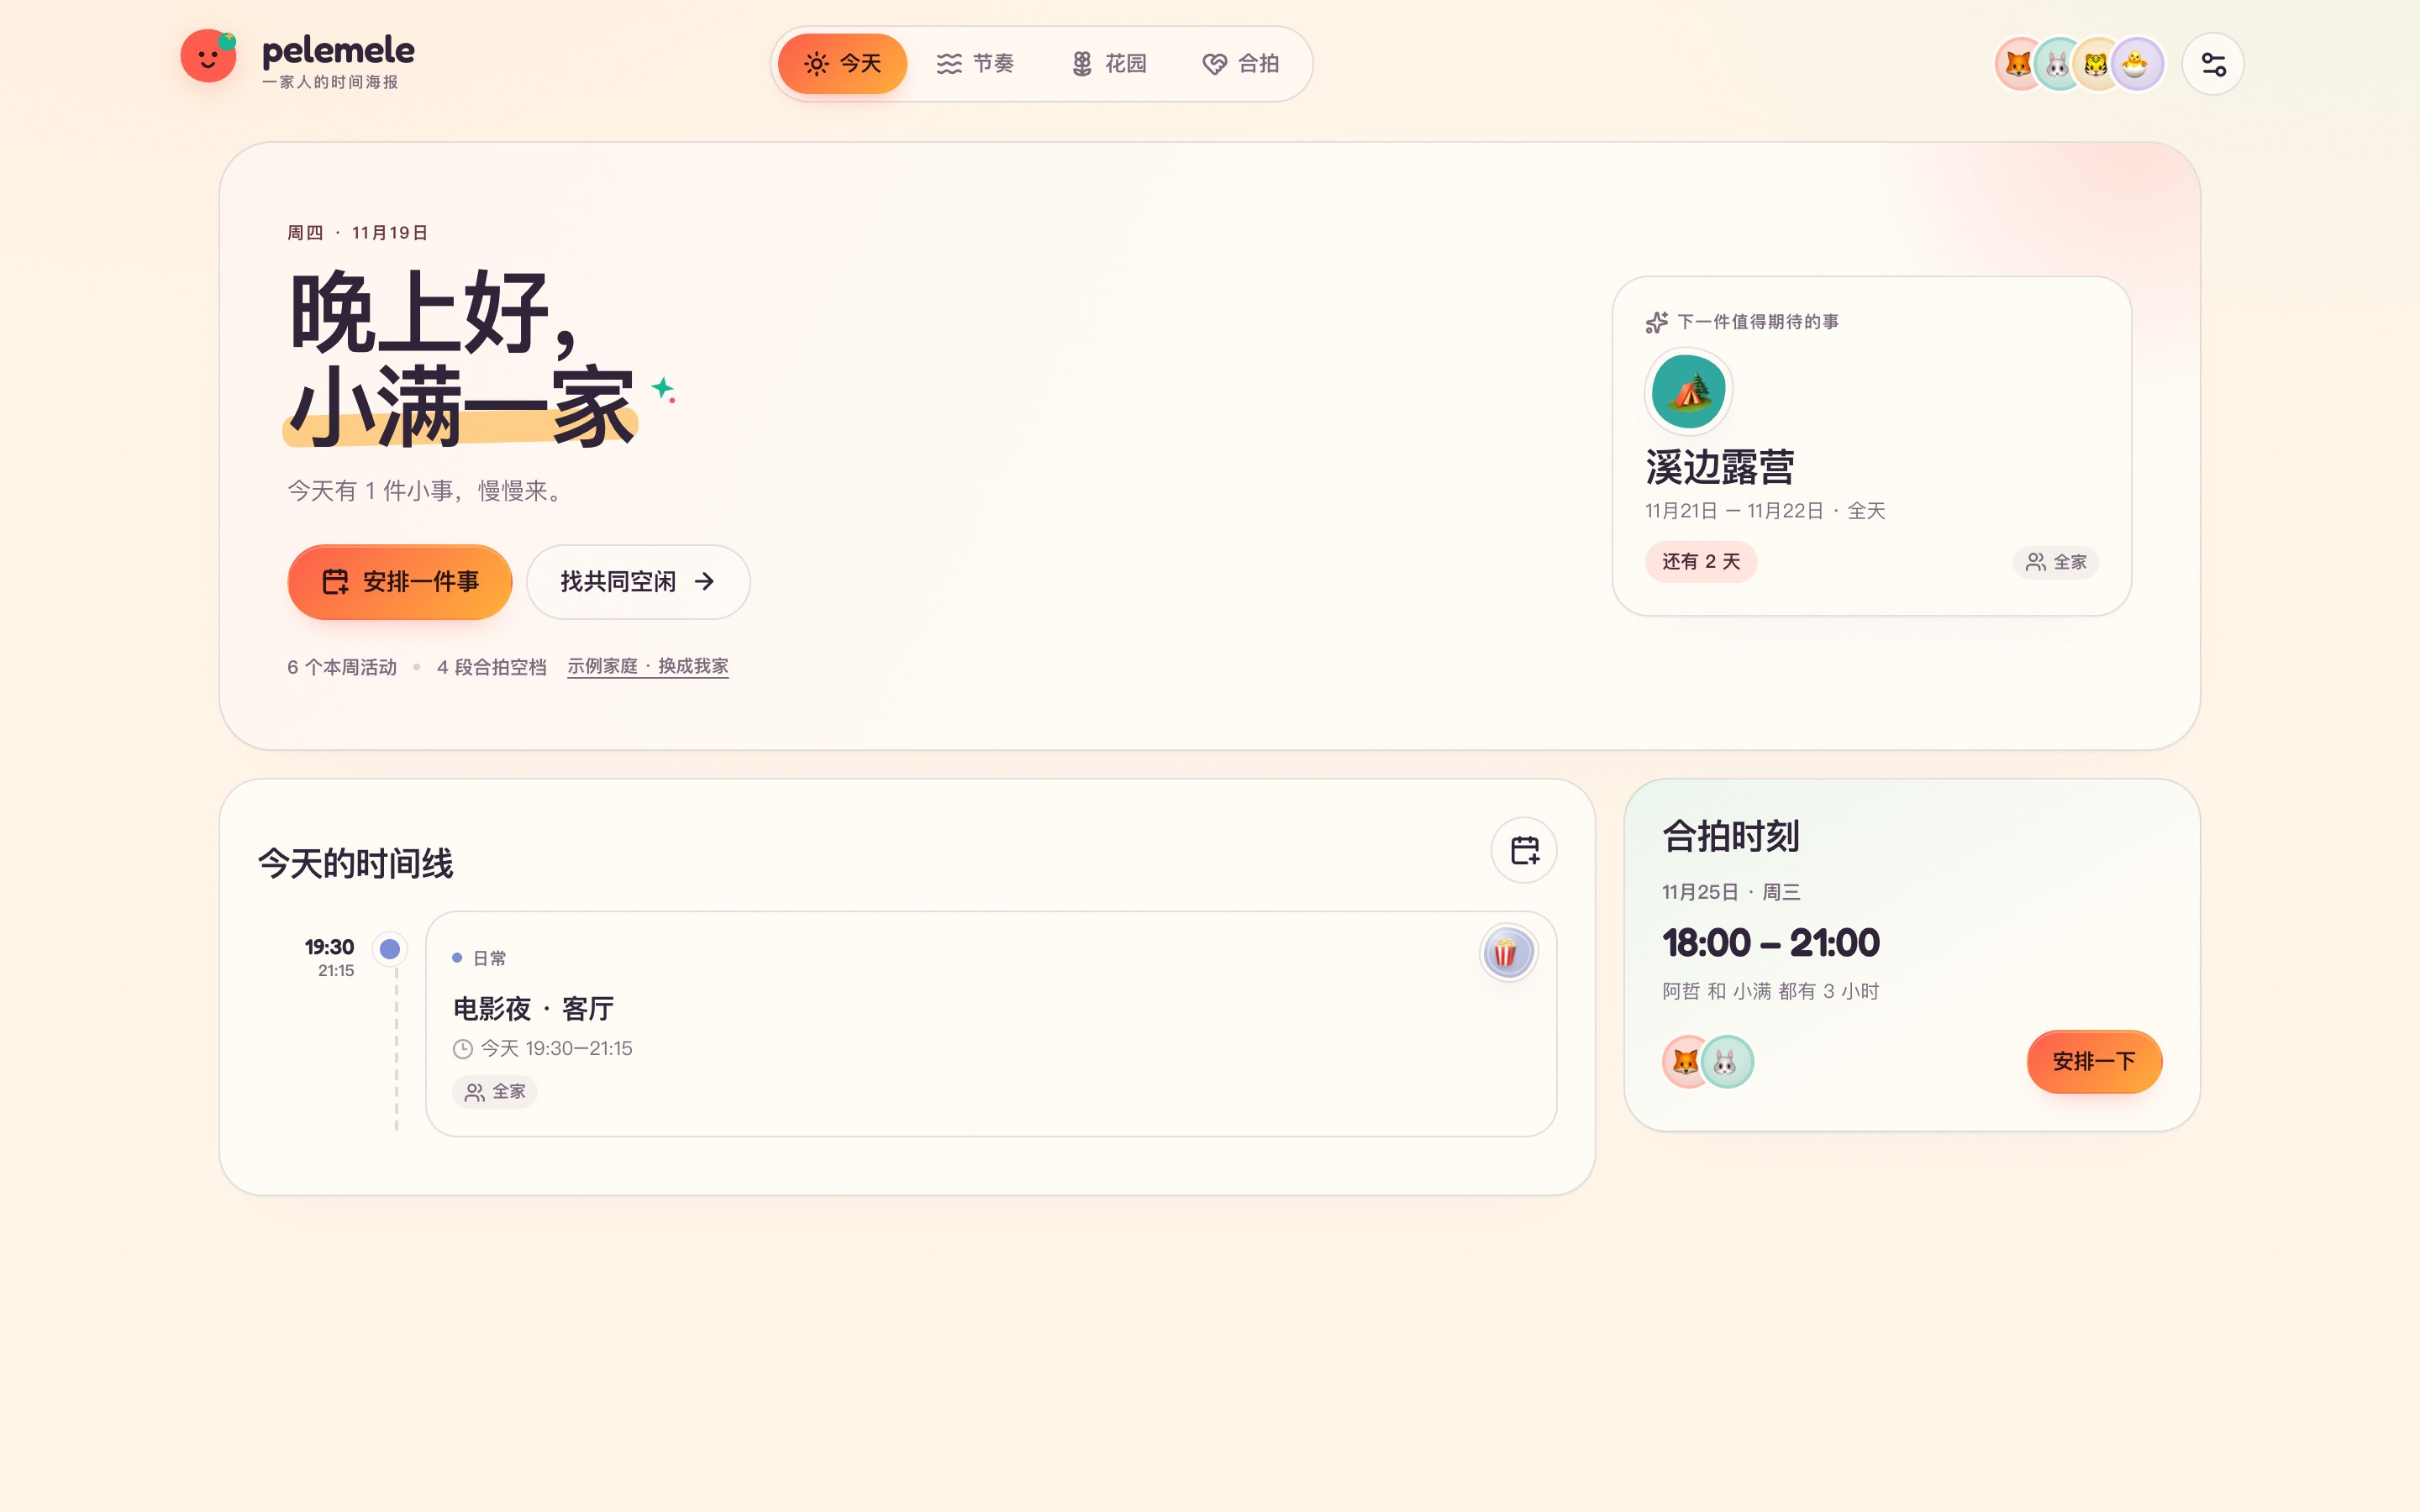 pelemele
一家人的时间海报
今天
节奏
花园
合拍
周四 · 11月19日
晚上好，
小满一家
今天有 1 件小事，慢慢来。
安排一件事
找共同空闲
6 个本周活动
4 段合拍空档
示例家庭 · 换成我家
下一件值得期待的事
溪边露营
11月21日 — 11月22日 · 全天
还有 2 天
全家
今天的时间线
19:30
21:15
日常
电影夜 · 客厅
今天 19:30—21:15
全家
合拍时刻
11月25日 · 周三
18:00 – 21:00
阿哲 和 小满 都有 3 小时
安排一下